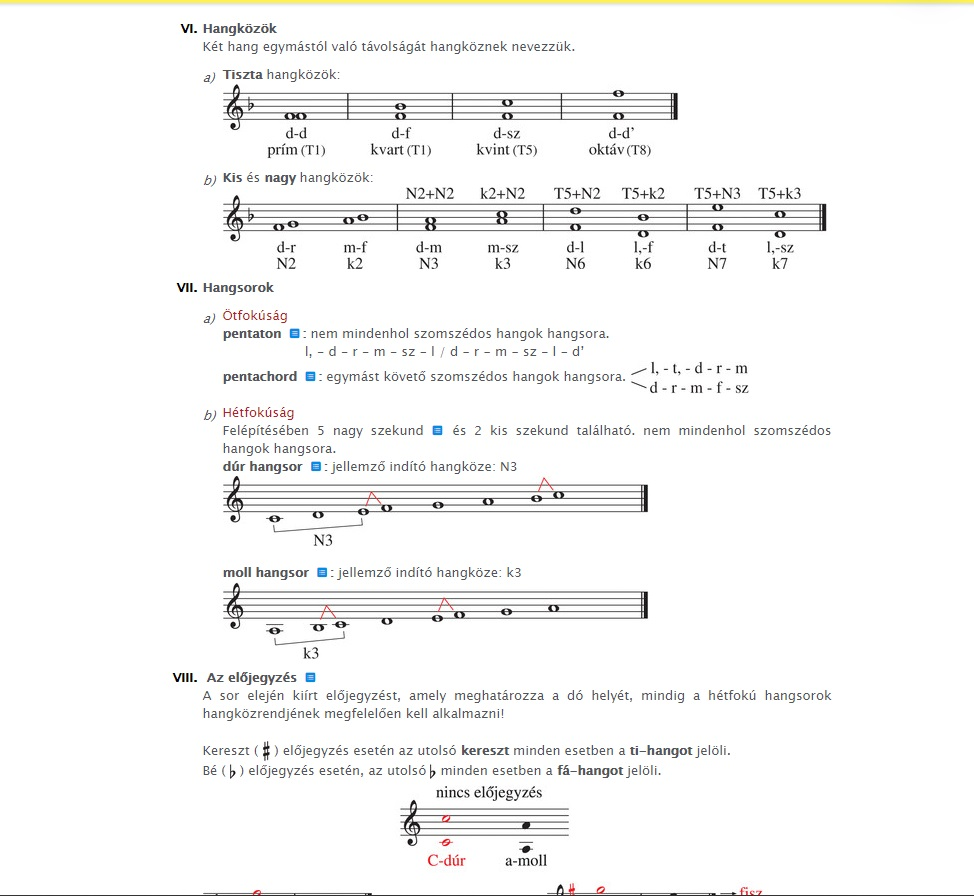 VI. Hangközök
Két hang egymástól való távolságát hangköznek nevezzük.
a) Tiszta hangközök:
d-d d-f d-sz d-d'
prím (T1) kvart (T1) kvint (T5) oktáv (T8)
b) Kis és nagy hangközök:
N2+N2 k2+N2 T5+N2 T5+k2 T5+N3 T5+k3
d-r m-f d-m m-sz d-l l,-f d-t l,-sz
N2 k2 N3 k3 N6 k6 N7 k7
VII. Hangsorok
a) Ötfokúság
pentaton : nem mindenhol szomszédos hangok hangsora.
l, – d – r – m – sz – l / d – r – m – sz – l – d’
pentachord : egymást követő szomszédos hangok hangsora.
l, - t, - d - r - m
d - r - m - f - sz
b) Hétfokúság
Felépítésében 5 nagy szekund és 2 kis szekund található. nem mindenhol szomszédos
hangok hangsora.
dúr hangsor : jellemző indító hangköze: N3
N3
moll hangsor : jellemző indító hangköze: k3
k3
VIII. Az előjegyzés
A sor elején kiírt előjegyzést, amely meghatározza a dó helyét, mindig a hétfokú hangsorok
hangközrendjének megfelelően kell alkalmazni!
Kereszt ( ♯ ) előjegyzés esetén az utolsó kereszt minden esetben a ti–hangot jelöli.
Bé ( ♭ ) előjegyzés esetén, az utolsó ♭ minden esetben a fá–hangot jelöli.
nincs előjegyzés
C-dúr a-moll
fisz